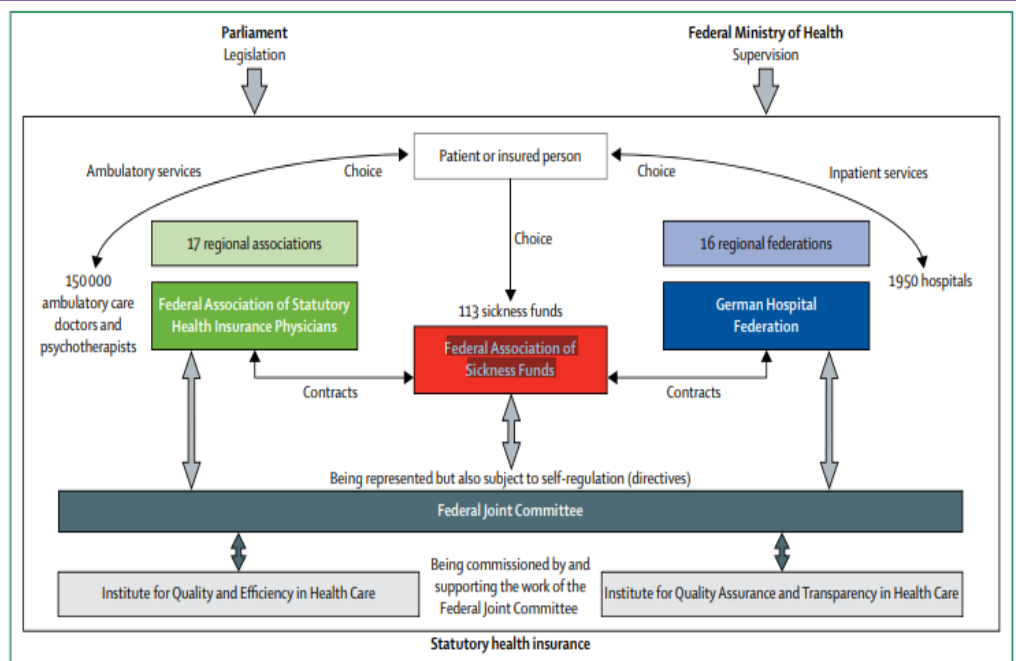 Parliament
Legislation
Federal Ministry of Health
Supervision
Patient or insured person
Ambulatory services
Choice
Choice
Inpatient services
Choice
17 regional associations
16 regional federations
150 000
ambulatory care
doctors and
psychotherapists
Federal Association of Statutory
Health Insurance Physicians
113 sickness funds
Federal Association of
Sickness Funds
German Hospital
Federation
1950 hospitals
Contracts
Contracts
Being represented but also subject to self-regulation (directives)
Federal Joint Committee
Institute for Quality and Efficiency in Health Care
Being commissioned by and
supporting the work of the
Federal Joint Committee
Institute for Quality Assurance and Transparency in Health Care
Statutory health insurance